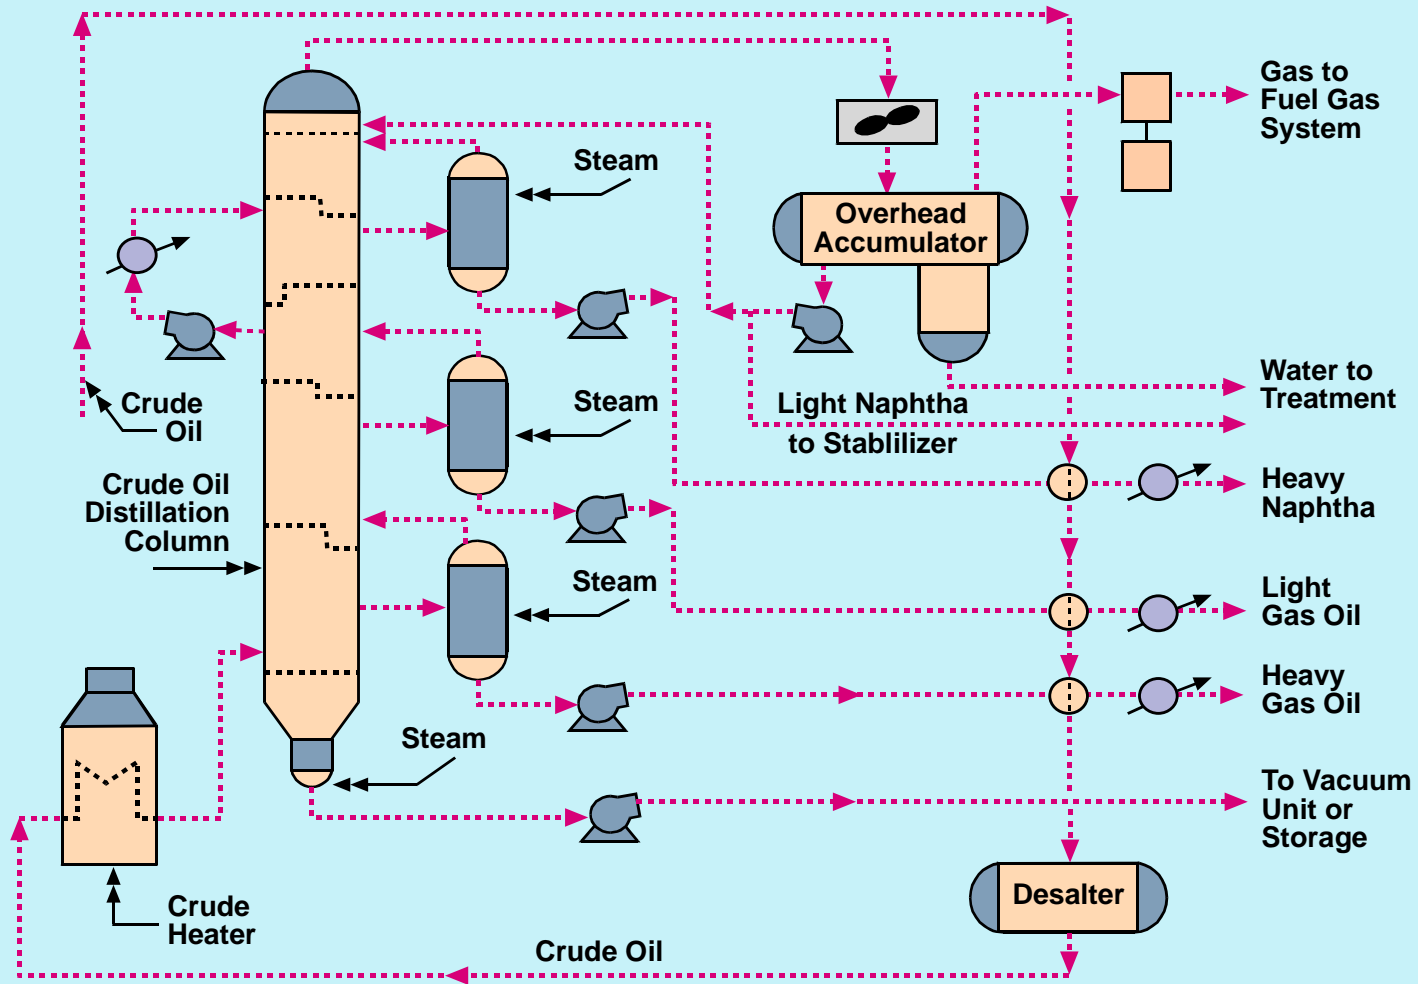 Gas to
Fuel Gas
System
Steam
Overhead
Accumulator
Water to
Treatment
Crude
Oil
Steam
Light Naphtha
to Stablilizer
Crude Oil
Distillation
Column
Heavy
Naphtha
Steam
Light
Gas Oil
Heavy
Gas Oil
Steam
To Vacuum
Unit or
Storage
Desalter
Crude
Heater
Crude Oil